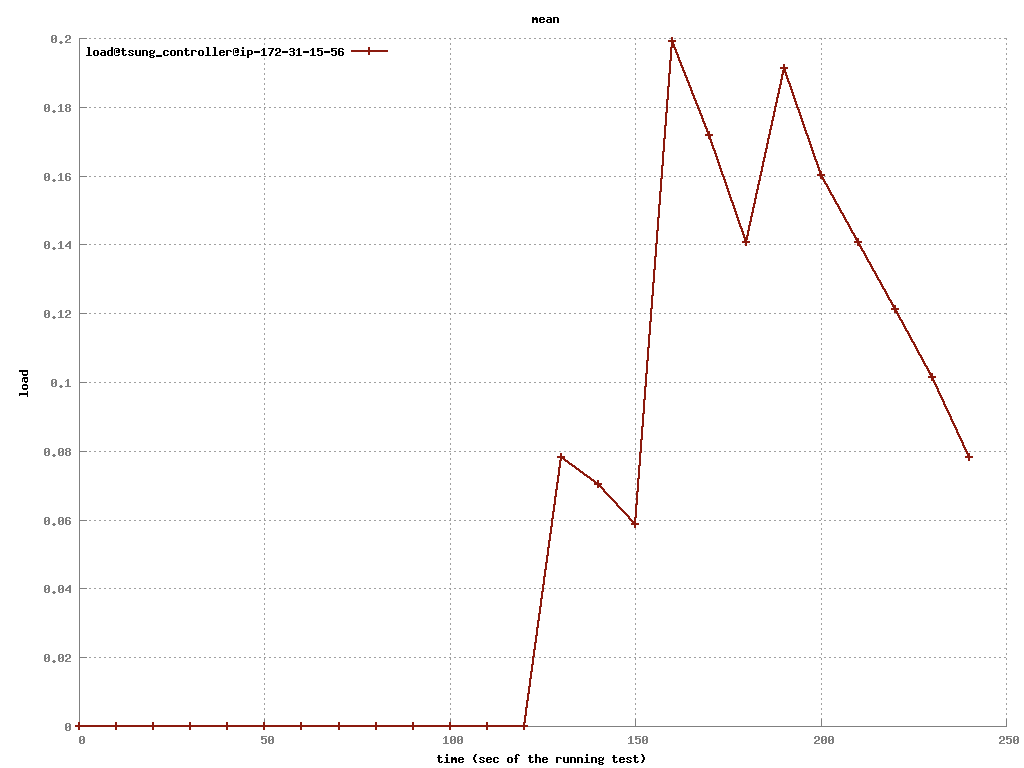 mean
load@tsung_controller@ip-172-31-15-56
0.2
0.18
0.16
0.14
0.12
0.1
0.08
0.06
0.04
0.02
0
load
0 50 100 150 200 250
time (sec of the running test)